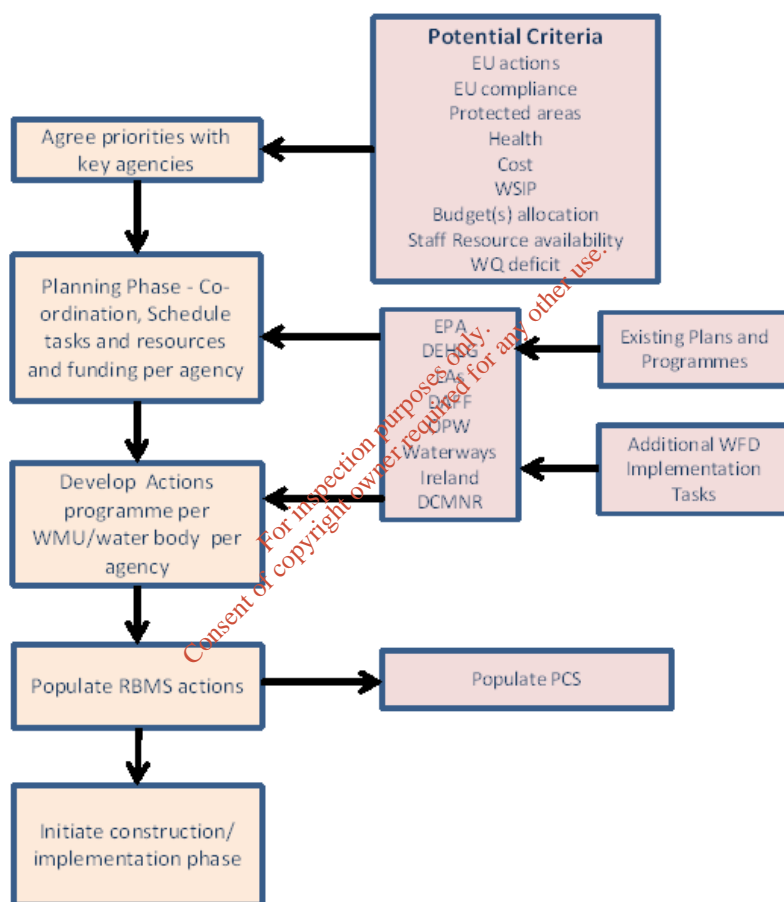 Potential Criteria
EU actions
EU compliance
Protected areas
Health
Cost
WSIP
Budget(s) allocation
Staff Resource availability
WQ deficit
Agree priorities with
key agencies
Planning Phase - Co-
ordination, Schedule
tasks and resources
and funding per agency
EPA
DEHLG
LAs
DAFF
OPW
Waterways
Ireland
DCMNR
Existing Plans and
Programmes
Additional WFD
Implementation
Tasks
Develop Actions
programme per
WMU/water body per
agency
Populate RBMS actions
Populate PCS
Initiate construction/
implementation phase
For inspection purposes only.
Consent of copyright owner required for any other use.